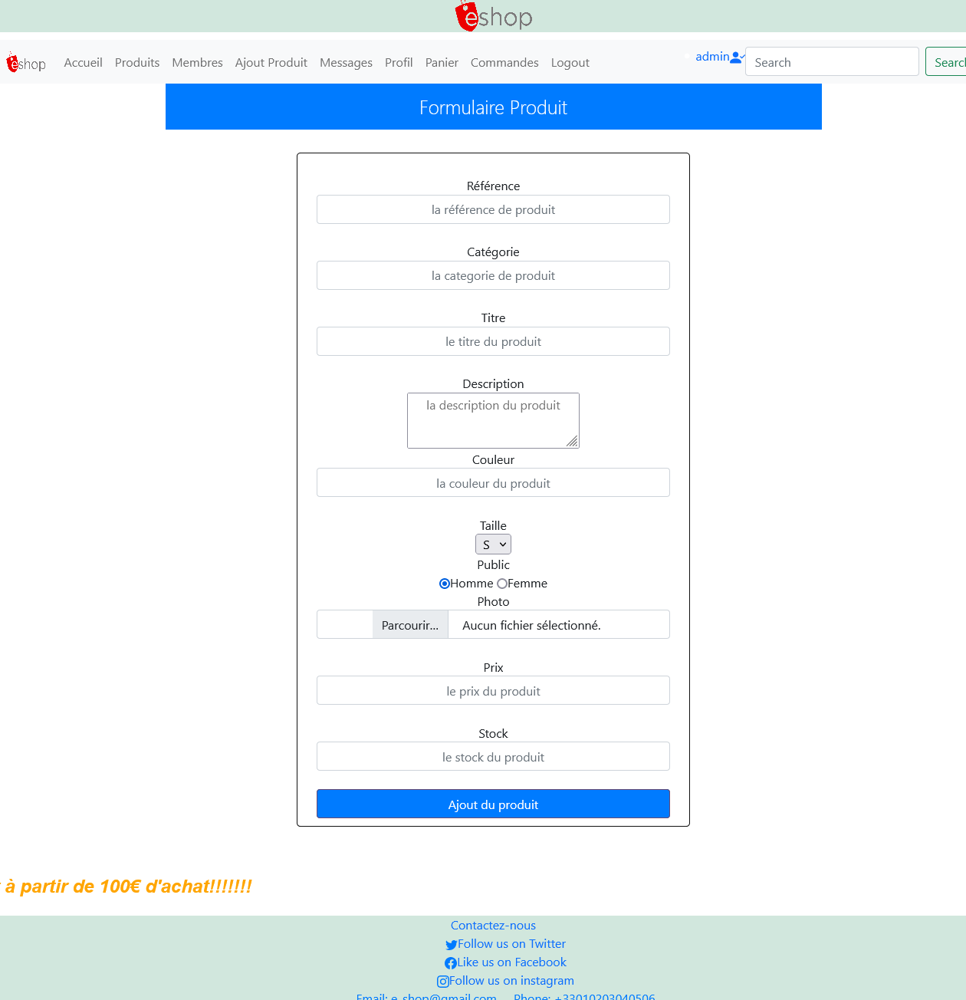 eshop
eshop Accueil Produits Membres Ajout Produit Messages Profil Panier Commandes Logout admin Search Search
Formulaire Produit
Référence
la référence de produit
Catégorie
la categorie de produit
Titre
le titre du produit
Description
la description du produit
Couleur
la couleur du produit
Taille
S
Public
Homme Femme
Photo
Parcourir... Aucun fichier sélectionné.
Prix
le prix du produit
Stock
le stock du produit
Ajout du produit
à partir de 100€ d'achat!!!!!!!
Contactez-nous
Follow us on Twitter
Like us on Facebook
Follow us on instagram
Email: e_shop@gmail.com Phone: +33010203040506